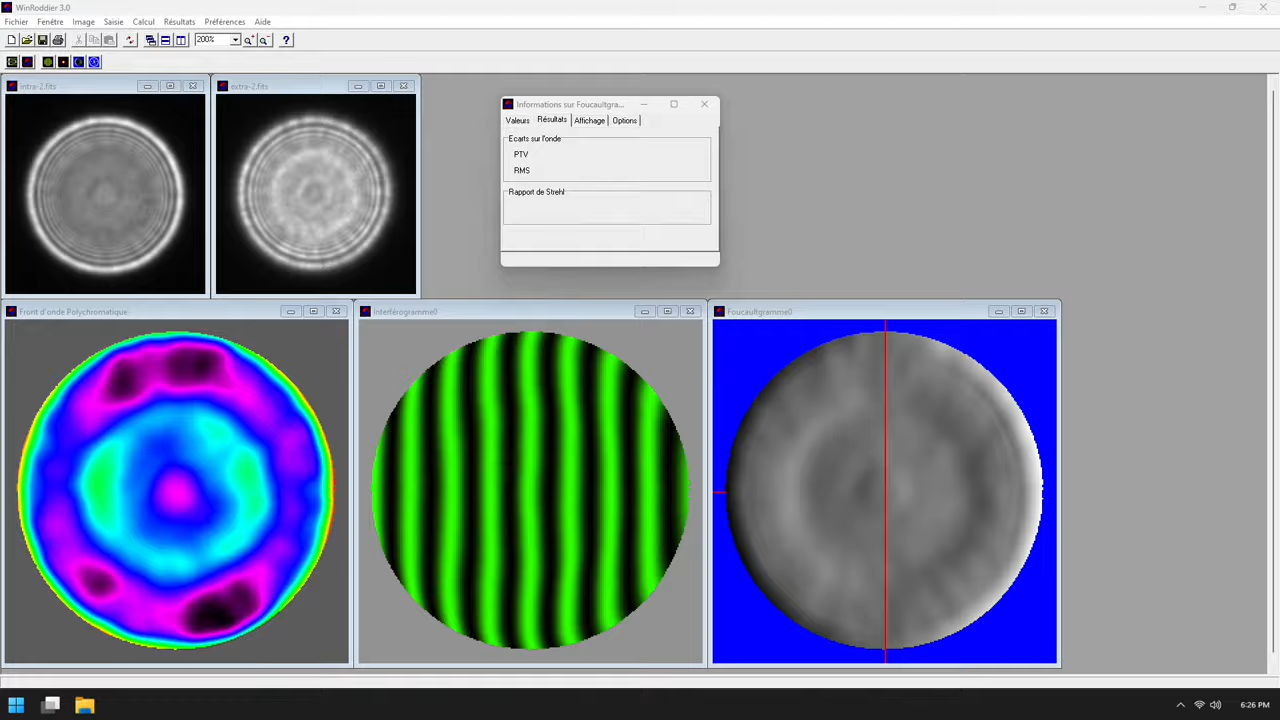 WinRoddier 3.0
Fichier Fenêtre Image Saisie Calcul Résultats Préférences Aide
200%
intra-2.fits
extra-2.fits
Informations sur Foucaultgra...
Valeurs Résultats Affichage Options
Ecarts sur l'onde
PTV
RMS
Rapport de Strehl
Front d'onde Polychromatique
Interférogramme0
Foucaultgramme0
6:26 PM